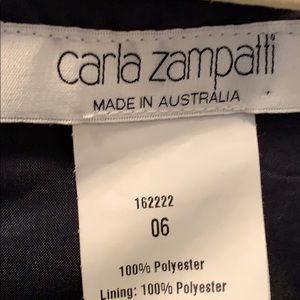 carla zampatti
MADE IN AUSTRALIA
162222
06
100% Polyester
Lining: 100% Polyester